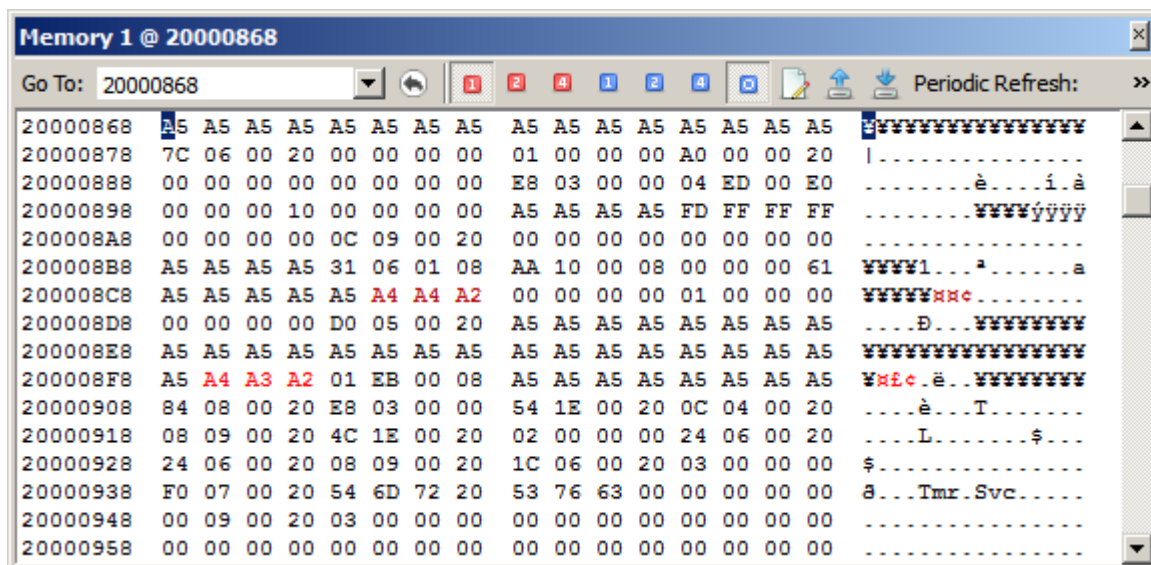 Memory 1 @ 20000868
Go To: 20000868 1 2 4 1 2 4 O Periodic Refresh: »
20000868 A5 A5 A5 A5 A5 A5 A5 A5 A5 A5 A5 A5 A5 A5 A5 A5 ¥¥¥¥¥¥¥¥¥¥¥¥¥¥¥¥
20000878 7C 06 00 20 00 00 00 00 01 00 00 00 A0 00 00 20 |...............
20000888 00 00 00 00 00 00 00 00 E8 03 00 00 04 ED 00 E0 ........è....í.à
20000898 00 00 00 10 00 00 00 00 A5 A5 A5 A5 FD FF FF FF ........¥¥¥¥ýÿÿÿ
200008A8 00 00 00 00 0C 09 00 20 00 00 00 00 00 00 00 00 ................
200008B8 A5 A5 A5 A5 31 06 01 08 AA 10 00 08 00 00 00 61 ¥¥¥¥1...ª......a
200008C8 A5 A5 A5 A5 A5 A4 A4 A2 00 00 00 00 01 00 00 00 ¥¥¥¥¥¤¤¢........
200008D8 00 00 00 00 D0 05 00 20 A5 A5 A5 A5 A5 A5 A5 A5 ....Ð...¥¥¥¥¥¥¥¥
200008E8 A5 A5 A5 A5 A5 A5 A5 A5 A5 A5 A5 A5 A5 A5 A5 A5 ¥¥¥¥¥¥¥¥¥¥¥¥¥¥¥¥
200008F8 A5 A4 A3 A2 01 EB 00 08 A5 A5 A5 A5 A5 A5 A5 A5 ¥¤£¢.ë..¥¥¥¥¥¥¥¥
20000908 84 08 00 20 E8 03 00 00 54 1E 00 20 0C 04 00 20 ....è...T.......
20000918 08 09 00 20 4C 1E 00 20 02 00 00 00 24 06 00 20 ....L.......$...
20000928 24 06 00 20 08 09 00 20 1C 06 00 20 03 00 00 00 $...............
20000938 F0 07 00 20 54 6D 72 20 53 76 63 00 00 00 00 00 ð...Tmr.Svc.....
20000948 00 09 00 20 03 00 00 00 00 00 00 00 00 00 00 00 ................
20000958 00 00 00 00 00 00 00 00 00 00 00 00 00 00 00 00 ................